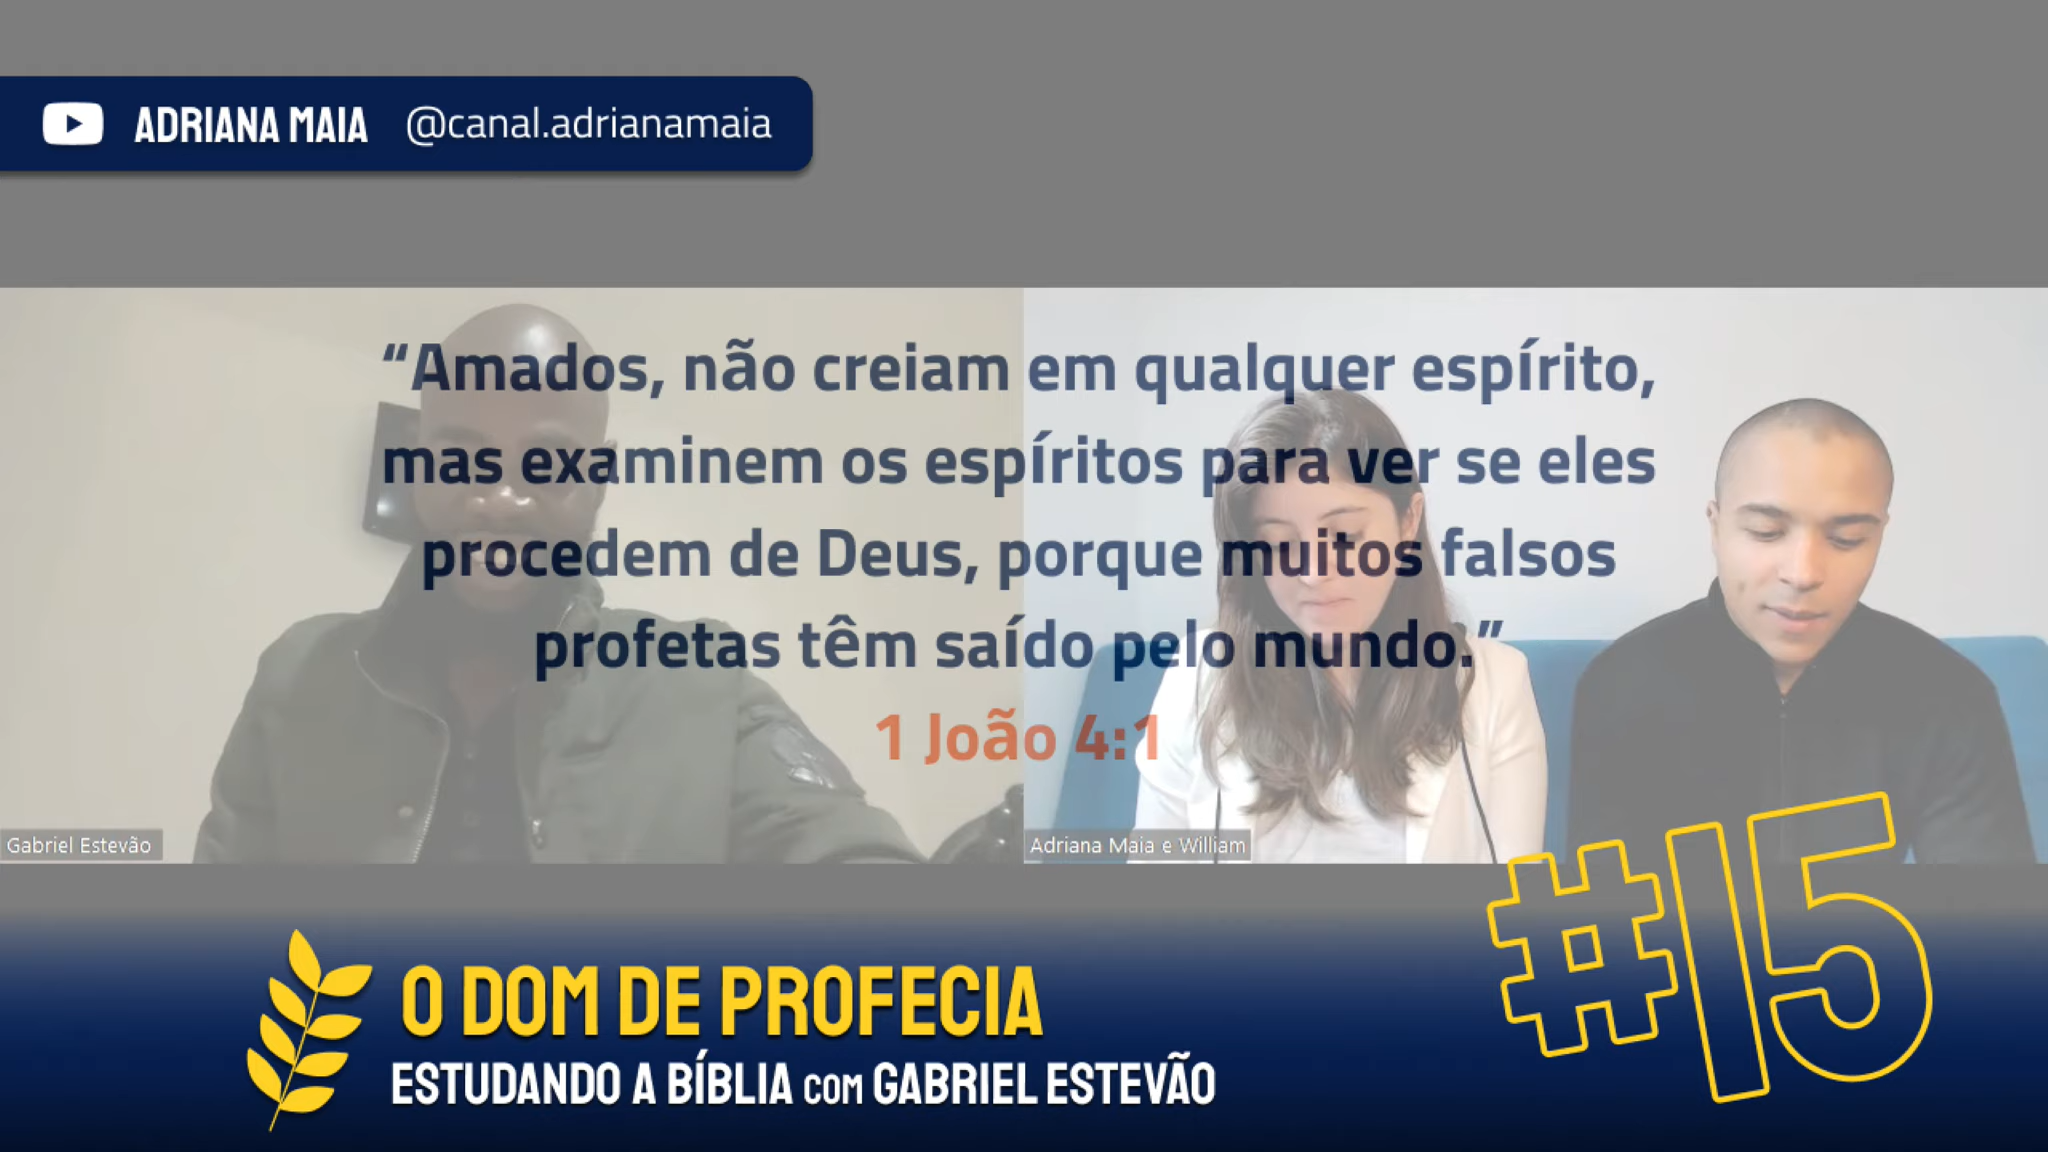 ADRIANA MAIA @canal.adrianamaia
“Amados, não creiam em qualquer espírito,
mas examinem os espíritos para ver se eles
procedem de Deus, porque muitos falsos
profetas têm saído pelo mundo.”
1 João 4:1
Gabriel Estevão
Adriana Maia e William
#15
O DOM DE PROFECIA
ESTUDANDO A BÍBLIA COM GABRIEL ESTEVÃO